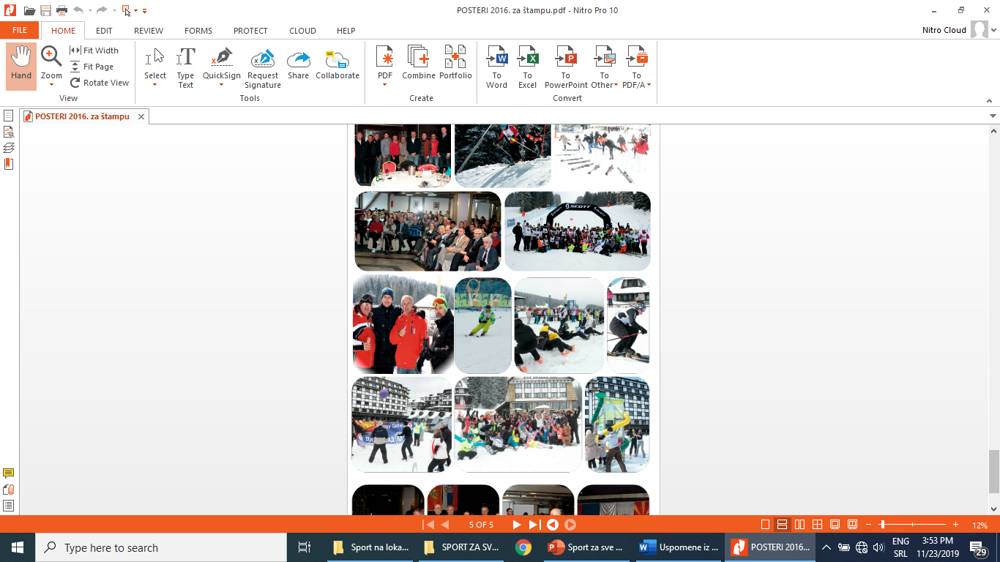 POSTERI 2016. za štampu.pdf - Nitro Pro 10
FILE HOME EDIT REVIEW FORMS PROTECT CLOUD HELP
Nitro Cloud
Hand
Zoom
Fit Width
Fit Page
Rotate View
View
Select
Type Text
QuickSign
Request Signature
Share
Collaborate
Tools
PDF
Combine
Portfolio
Create
To Word
To Excel
To PowerPoint
To Other
To PDF/A
Convert
POSTERI 2016. za štampu
SCOTT
5 OF 5
12%
Type here to search
Sport na loka...
SPORT ZA SV...
Sport za sve ...
Uspomene iz ...
POSTERI 2016...
ENG
SRL
3:53 PM
11/23/2019
29